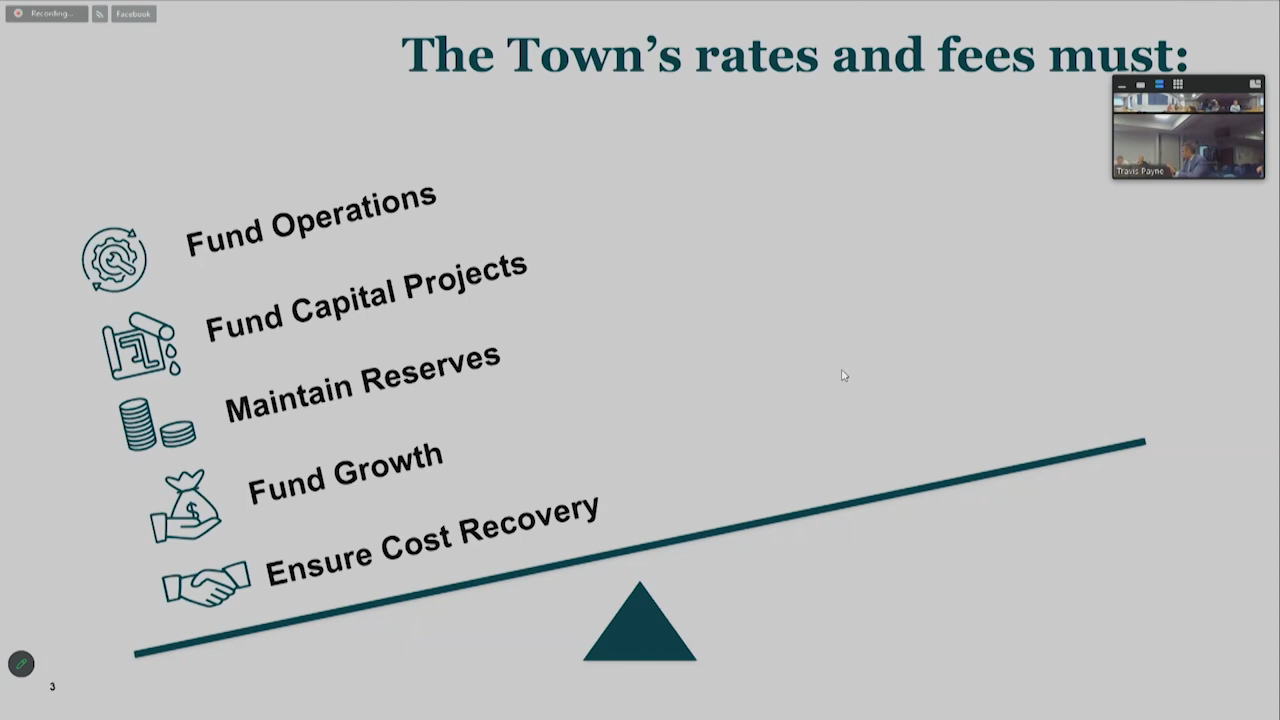 Recording...
Facebook
The Town's rates and fees must:
Travis Payne
Fund Operations
Fund Capital Projects
Maintain Reserves
Fund Growth
$
Ensure Cost Recovery
3